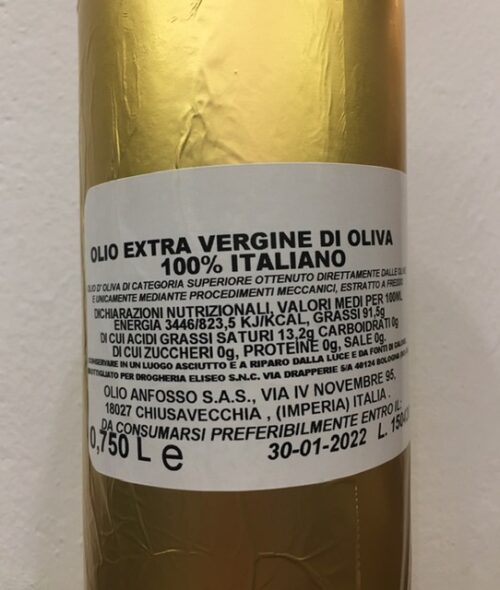 OLIO EXTRA VERGINE DI OLIVA
100% ITALIANO
OLIO D'OLIVA DI CATEGORIA SUPERIORE OTTENUTO DIRETTAMENTE DALLE
E UNICAMENTE MEDIANTE PROCEDIMENTI MECCANICI, ESTRATTO A FREDDO
DICHIARAZIONI NUTRIZIONALI, VALORI MEDI PER 100ML
ENERGIA 3446/823,5 KJ/KCAL, GRASSI 91,5g
DI CUI ACIDI GRASSI SATURI 13,2g CARBOIDRATI 0g
DI CUI ZUCCHERI 0g, PROTEINE 0g, SALE 0g.
CONSERVARE IN UN LUOGO ASCIUTTO E A RIPARO DALLA LUCE E DA FONTI DI CALORE
IMBOTTIGLIATO PER DROGHERIA ELISEO S.N.C. VIA DRAPPERIE 5/A 40124 BOLOGNA
OLIO ANFOSSO S.A.S., VIA IV NOVEMBRE 95,
18027 CHIUSAVECCHIA , (IMPERIA) ITALIA .
DA CONSUMARSI PREFERIBILMENTE ENTRO IL:
0,750 L e 30-01-2022 L.